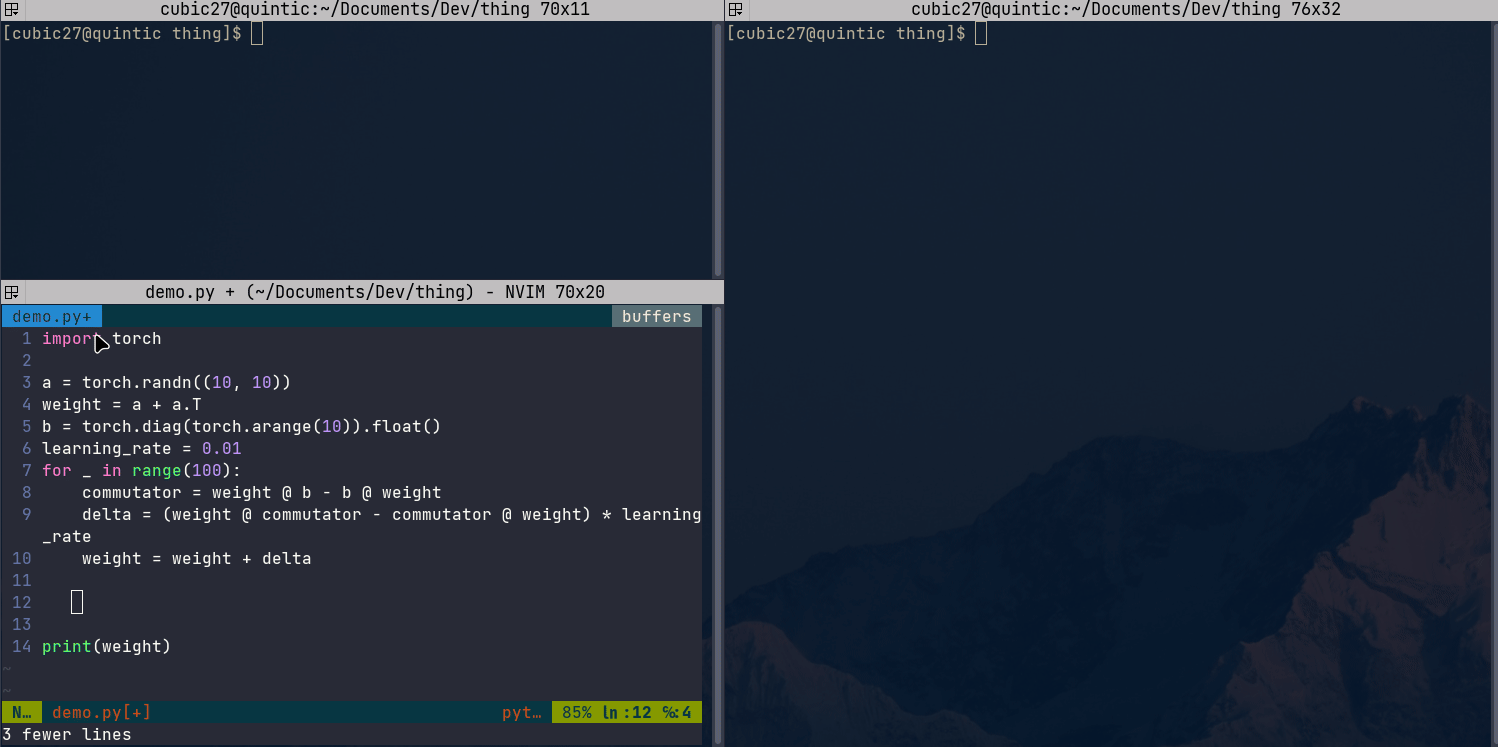 cubic27@quintic:~/Documents/Dev/thing 70x11
[cubic27@quintic thing]$
cubic27@quintic:~/Documents/Dev/thing 76x32
[cubic27@quintic thing]$
demo.py + (~/Documents/Dev/thing) - NVIM 70x20
demo.py+ buffers
1 import torch
2
3 a = torch.randn((10, 10))
4 weight = a + a.T
5 b = torch.diag(torch.arange(10)).float()
6 learning_rate = 0.01
7 for _ in range(100):
8     commutator = weight @ b - b @ weight
9     delta = (weight @ commutator - commutator @ weight) * learning
_rate
10     weight = weight + delta
11
12
13
14 print(weight)
~
~
N… demo.py[+] pyt… 85% ln :12 ℅:4
3 fewer lines